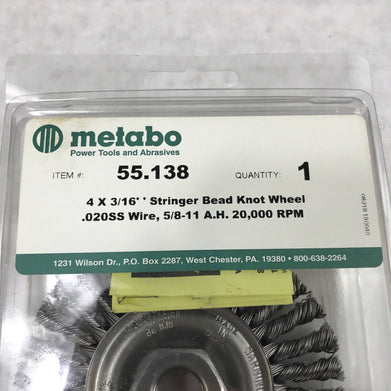 metabo
Power Tools and Abrasives
ITEM #: 55.138 QUANTITY: 1
4 X 3/16'' Stringer Bead Knot Wheel
.020SS Wire, 5/8-11 A.H. 20,000 RPM
1231 Wilson Dr., P.O. Box 2287, West Chester, PA. 19380 • 800-638-2264